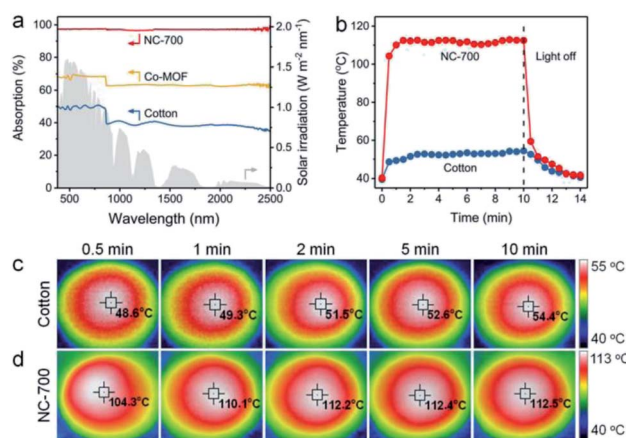 a
100
80
60
40
20
0
Absorption (%)
NC-700
Co-MOF
Cotton
2.0
1.5
1.0
0.5
0.0
Solar irradiation (W m⁻² nm⁻¹)
500 1000 1500 2000 2500
Wavelength (nm)
b
120
100
80
60
40
Temperature (°C)
NC-700
Light off
Cotton
0 2 4 6 8 10 12 14
Time (min)
0.5 min 1 min 2 min 5 min 10 min
c
Cotton
48.6°C 49.3°C 51.5°C 52.6°C 54.4°C
55 °C
40 °C
d
NC-700
104.3°C 110.1°C 112.2°C 112.4°C 112.5°C
113 °C
40 °C